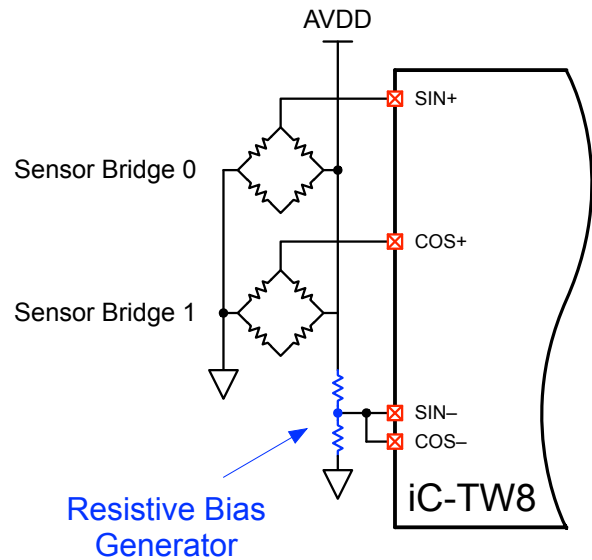 AVDD
SIN+
Sensor Bridge 0
COS+
Sensor Bridge 1
SIN–
COS–
iC-TW8
Resistive Bias
Generator